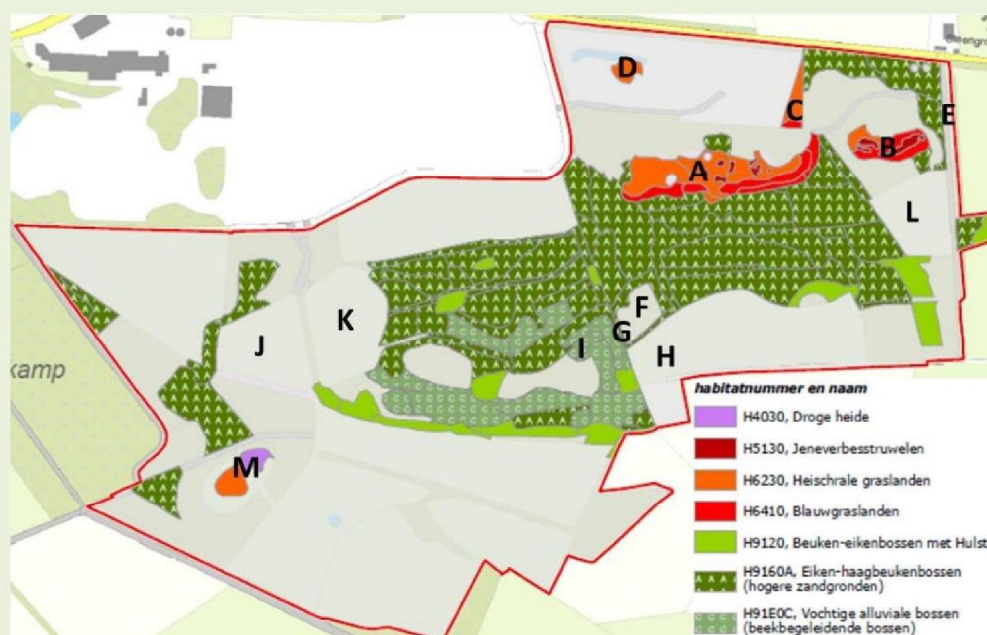 D
C
E
B
A
L
K
F
G
I
H
J
M
kamp
habitatnummer en naam
H4030, Droge heide
H5130, Jeneverbesstruwelen
H6230, Heischrale graslanden
H6410, Blauwgraslanden
H9120, Beuken-eikenbossen met Hulst
H9160A, Eiken-haagbeukenbossen
(hogere zandgronden)
H91E0C, Vochtige alluviale bossen
(beekbegeleidende bossen)